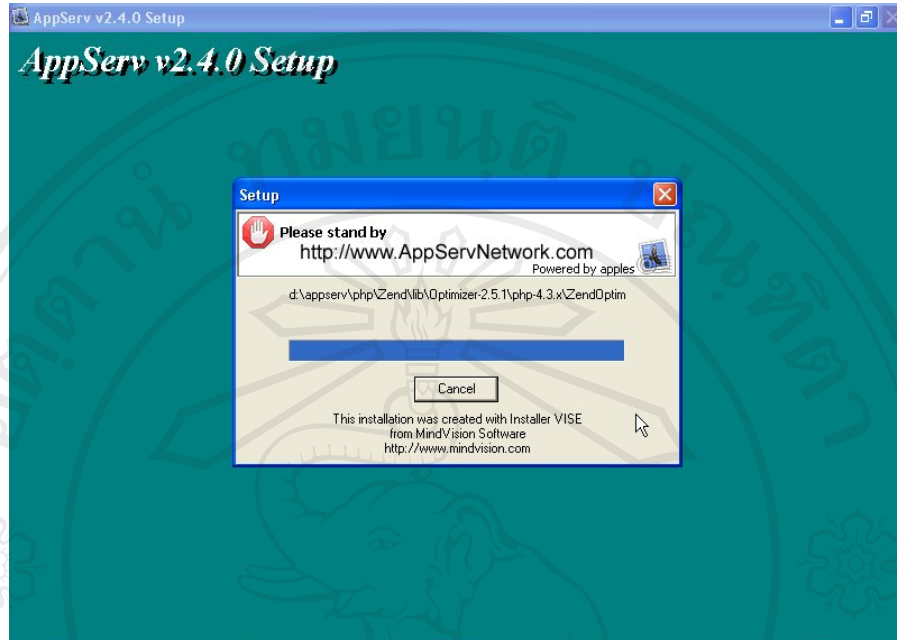 AppServ v2.4.0 Setup
AppServ v2.4.0 Setup
Setup
Please stand by
http://www.AppServNetwork.com
Powered by apples
d:\appserv\php\Zend\lib\Optimizer-2.5.1\php-4.3.x\ZendOptim
Cancel
This installation was created with Installer VISE
from MindVision Software
http://www.mindvision.com